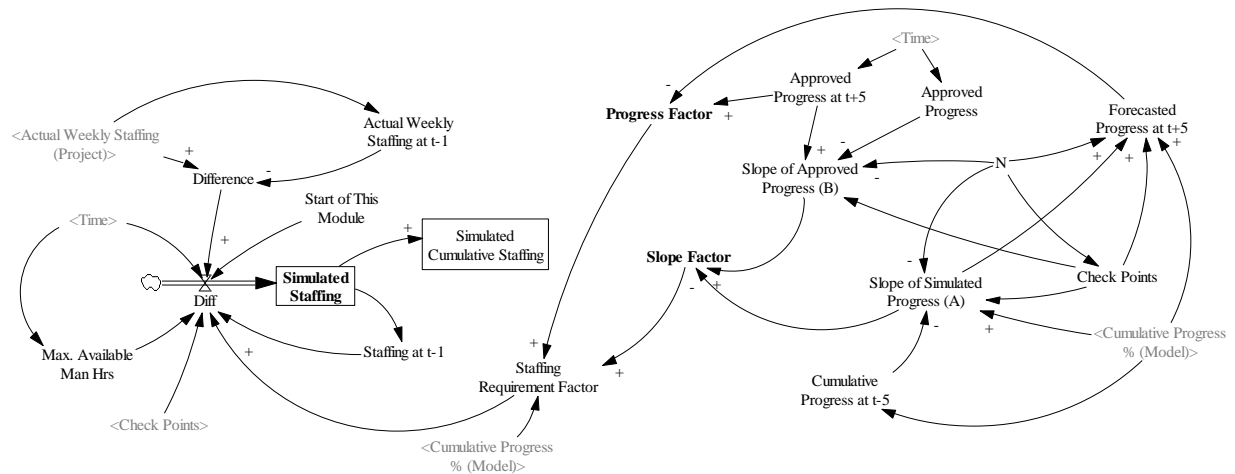 <Time>
Approved
Progress at t+5
Approved
Progress
Forecasted
Progress at t+5
Progress Factor
-
+
+
+
+
<Actual Weekly Staffing
(Project)>
Actual Weekly
Staffing at t-1
+
-
Difference
+
-
-
Slope of Approved
Progress (B)
N
Start of This
Module
<Time>
+
+
Simulated
Cumulative Staffing
Slope Factor
-
+
-
Check Points
Simulated
Staffing
Diff
Slope of Simulated
Progress (A)
-
+
<Cumulative Progress
% (Model)>
Max. Available
Man Hrs
+
Staffing at t-1
+
+
Staffing
Requirement Factor
Cumulative
Progress at t-5
<Check Points>
<Cumulative Progress
% (Model)>